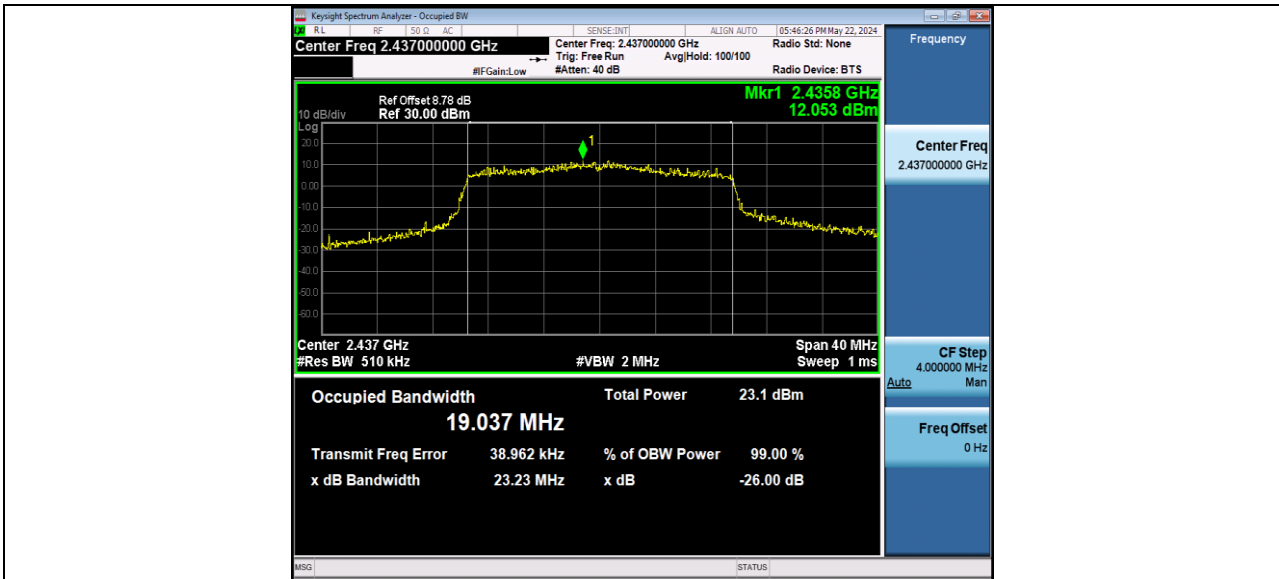 Keysight Spectrum Analyzer - Occupied BW
RL RF 50 Ω AC SENSE:INT ALIGN AUTO 05:46:26 PM May 22, 2024
Center Freq 2.437000000 GHz
Center Freq: 2.437000000 GHz Radio Std: None
Trig: Free Run Avg|Hold: 100/100
#IFGain:Low #Atten: 40 dB Radio Device: BTS
Frequency
Mkr1 2.4358 GHz
12.053 dBm
Ref Offset 8.78 dB
10 dB/div Ref 30.00 dBm
Log
20.0
10.0
0.00
-10.0
-20.0
-30.0
-40.0
-50.0
-60.0
1
Center 2.437 GHz Span 40 MHz
#Res BW 510 kHz #VBW 2 MHz Sweep 1 ms
Center Freq
2.437000000 GHz
CF Step
4.000000 MHz
Auto Man
Freq Offset
0 Hz
Occupied Bandwidth Total Power 23.1 dBm
19.037 MHz
Transmit Freq Error 38.962 kHz % of OBW Power 99.00 %
x dB Bandwidth 23.23 MHz x dB -26.00 dB
MSG STATUS